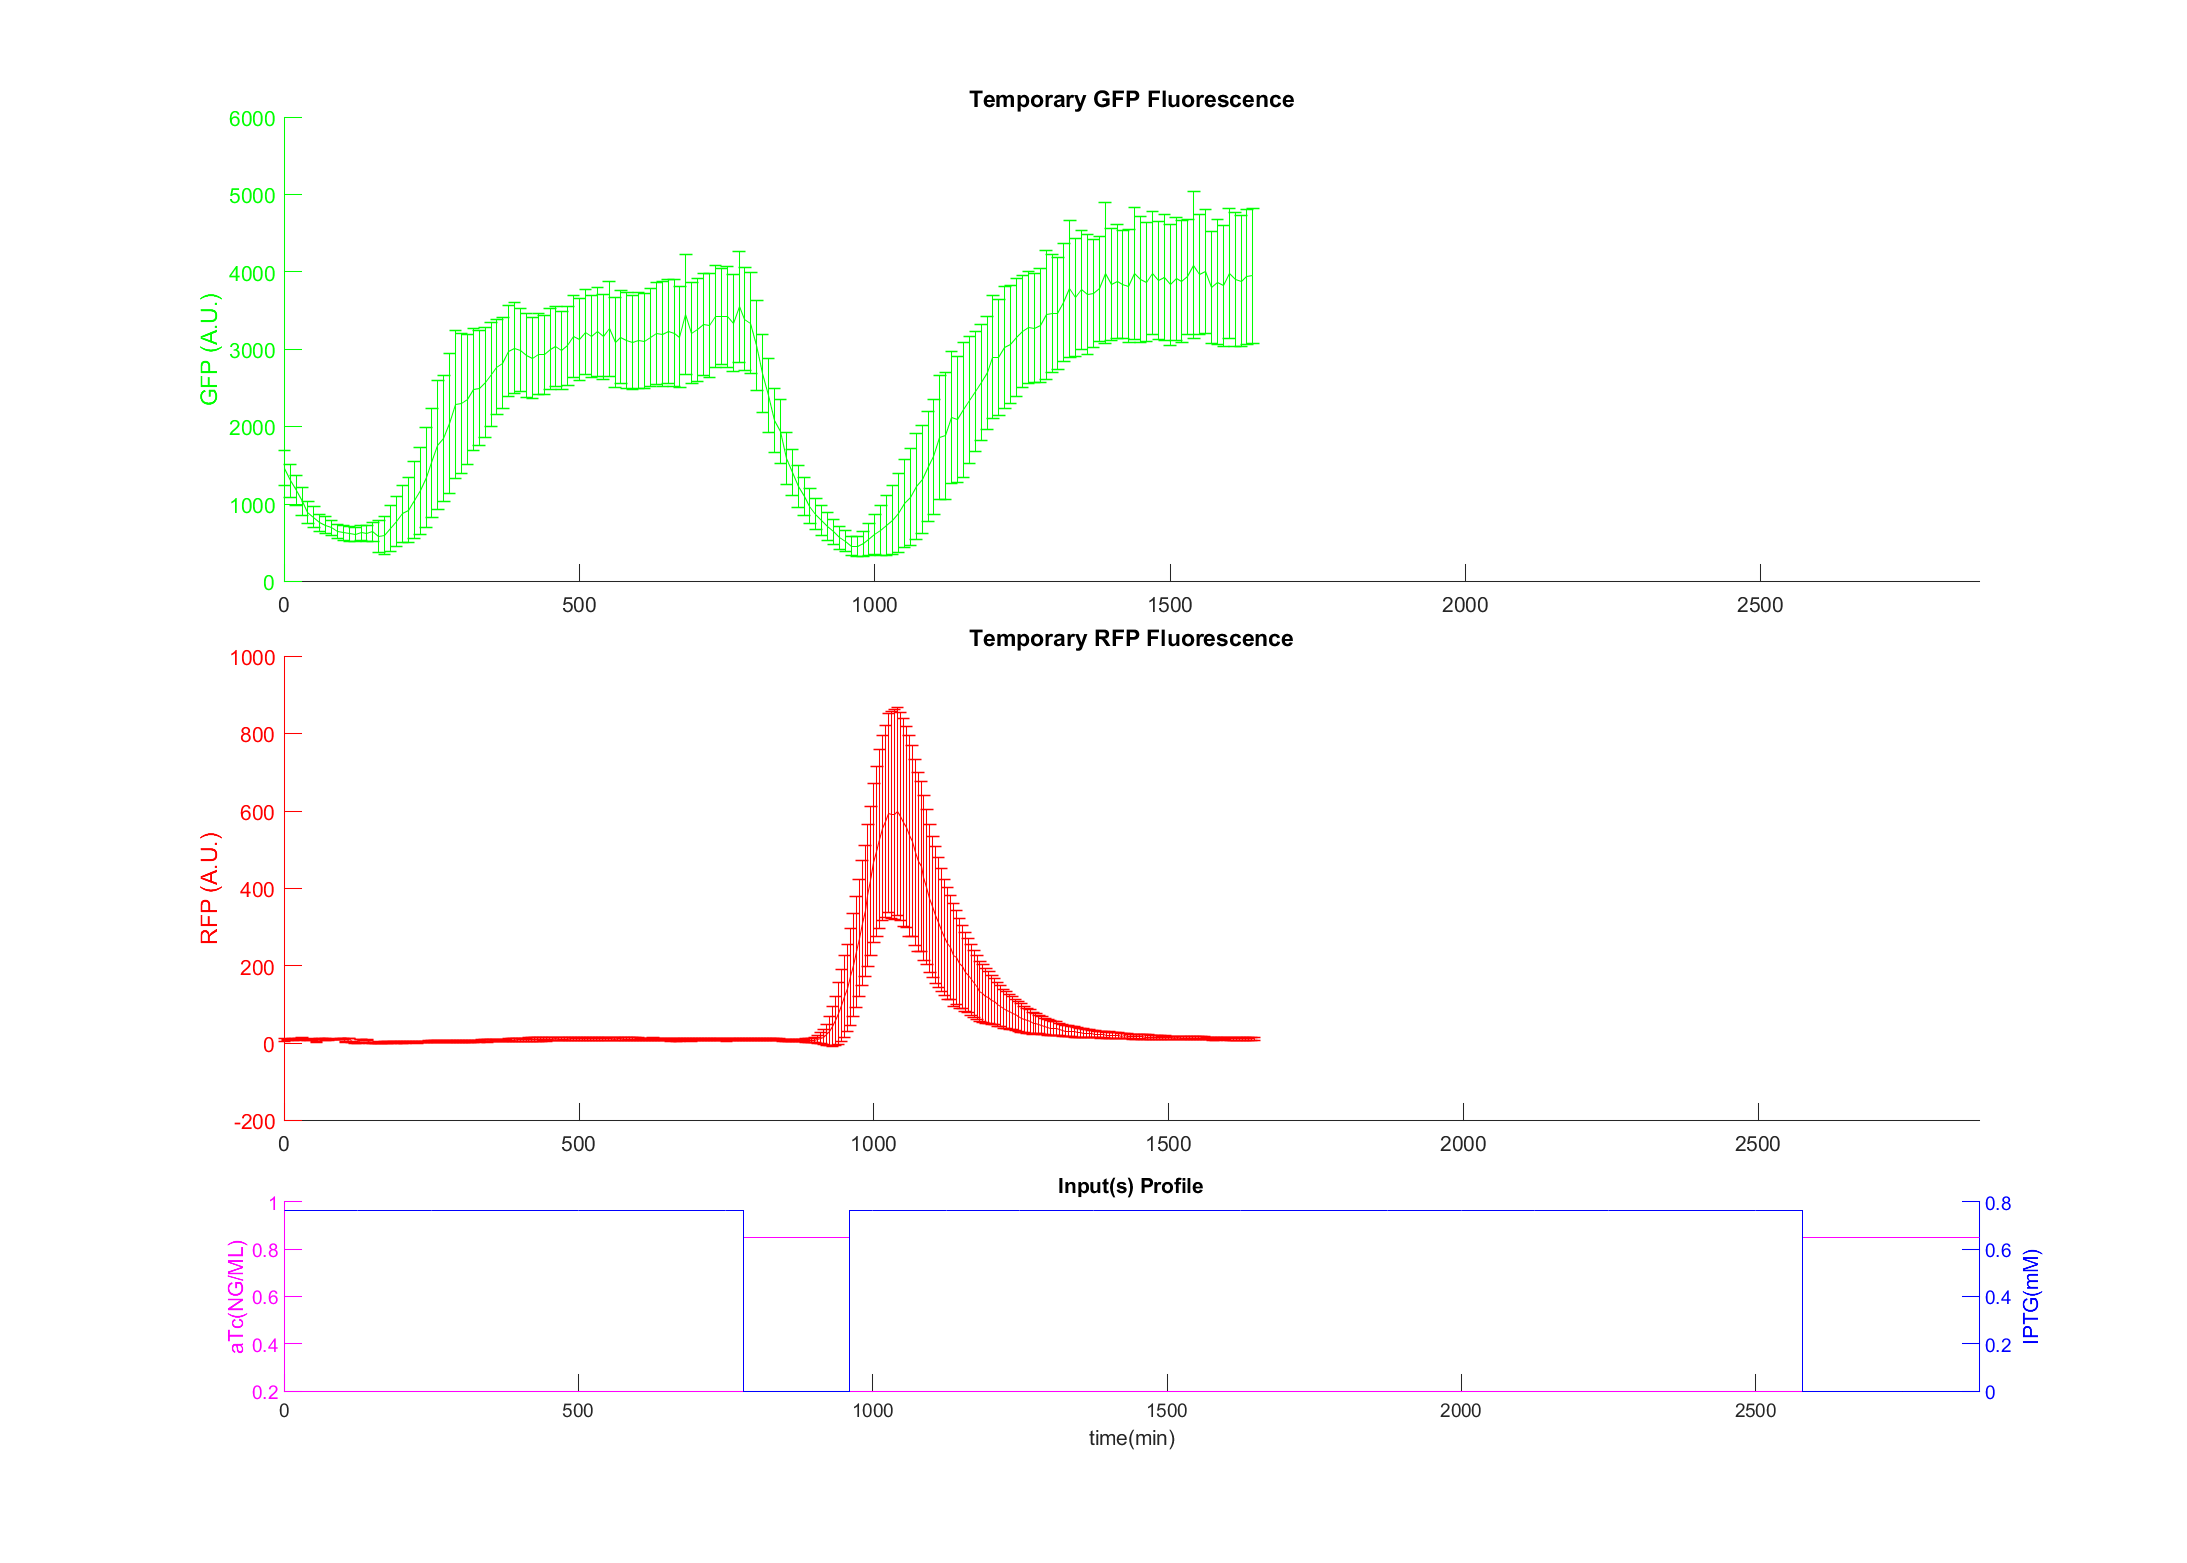 Temporary GFP Fluorescence
6000
5000
4000
3000
2000
1000
0
GFP (A.U.)
0 500 1000 1500 2000 2500
Temporary RFP Fluorescence
1000
800
600
400
200
0
-200
RFP (A.U.)
0 500 1000 1500 2000 2500
Input(s) Profile
1
0.8
0.6
0.4
0.2
aTc(NG/ML)
0.8
0.6
0.4
0.2
0
IPTG(mM)
0 500 1000 1500 2000 2500
time(min)